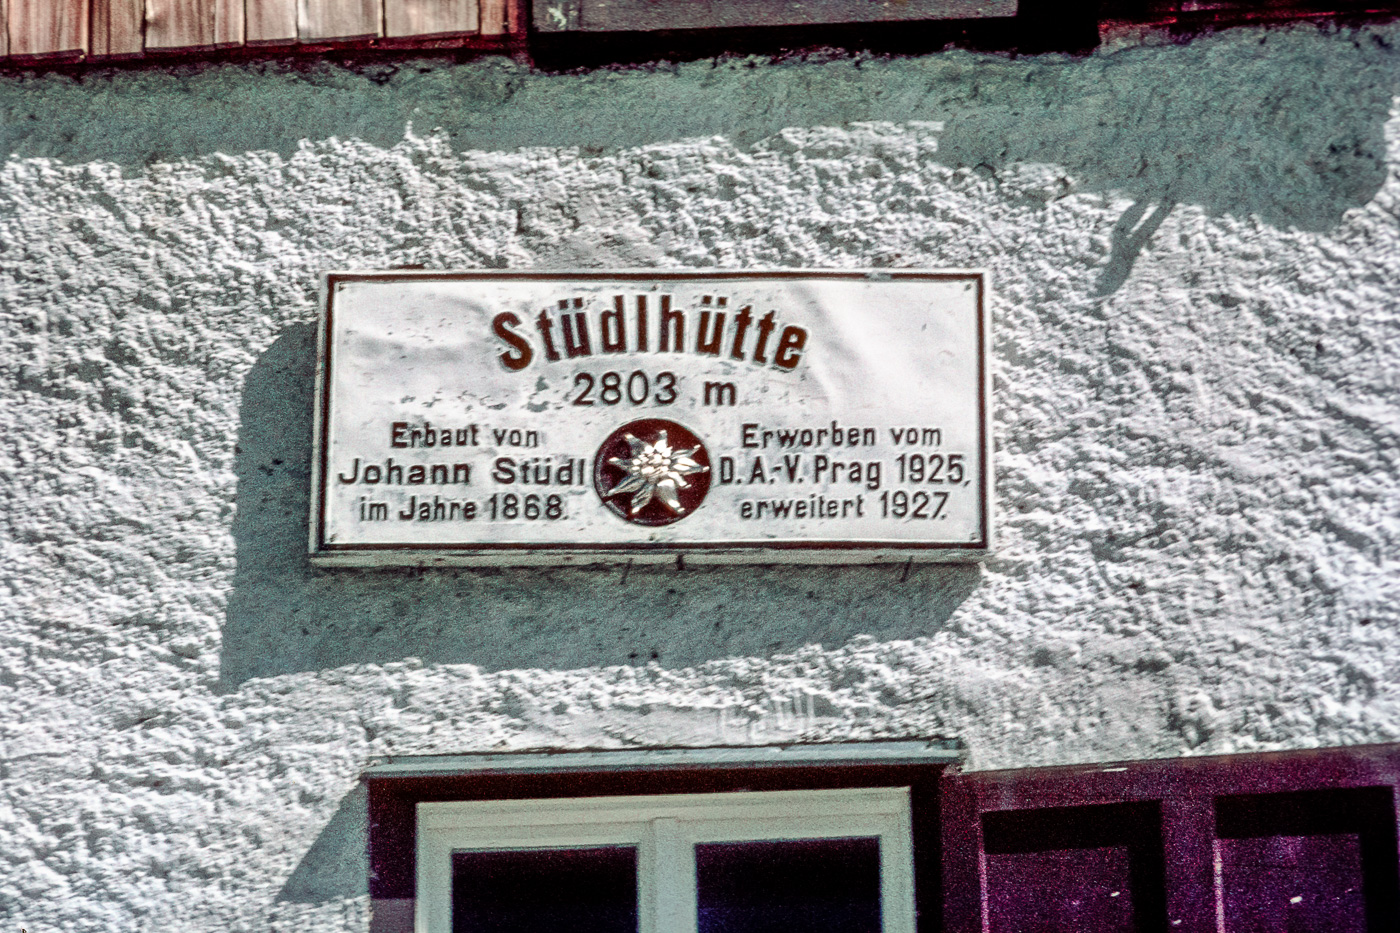 Stüdlhütte
2803 m
Erbaut von
Johann Stüdl
im Jahre 1868.
Erworben vom
D.A.-V. Prag 1925,
erweitert 1927.